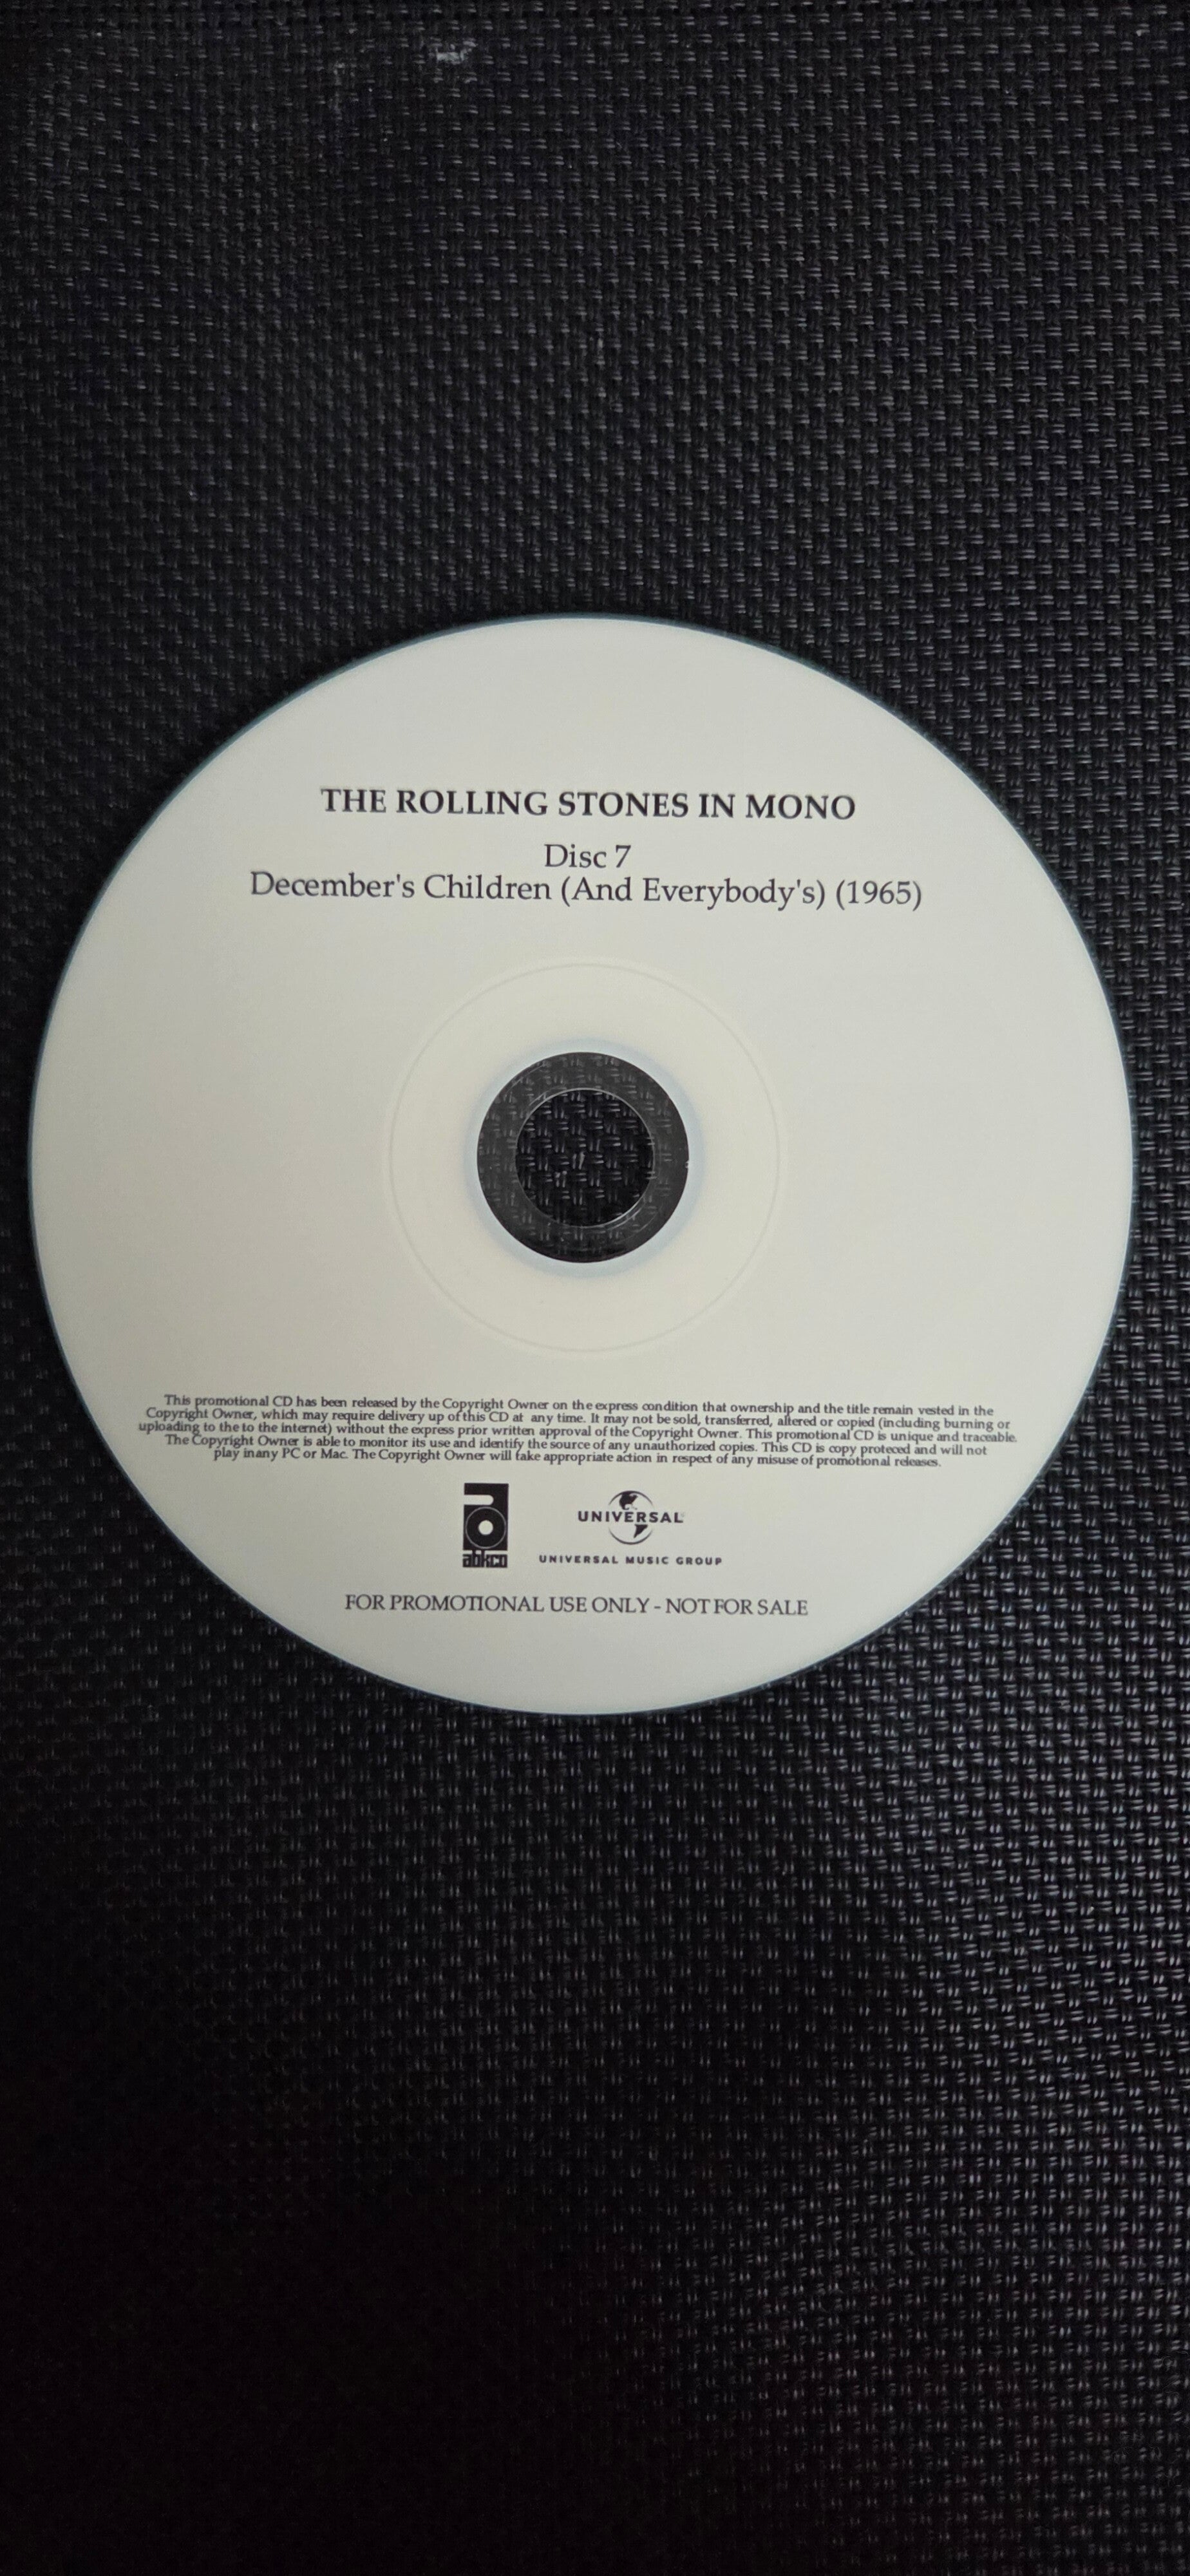 THE ROLLING STONES IN MONO
Disc 7
December's Children (And Everybody's) (1965)
This promotional CD has been released by the Copyright Owner on the express condition that ownership and the title remain vested in the
Copyright Owner, which may require delivery up of this CD at any time. It may not be sold, transferred, altered or copied (including burning or
uploading to the to the internet) without the express prior written approval of the Copyright Owner. This promotional CD is unique and traceable.
The Copyright Owner is able to monitor its use and identify the source of any unauthorized copies. This CD is copy proteced and will not
play in any PC or Mac. The Copyright Owner will take appropriate action in respect of any misuse of promotional releases.
abkco
UNIVERSAL
UNIVERSAL MUSIC GROUP
FOR PROMOTIONAL USE ONLY - NOT FOR SALE